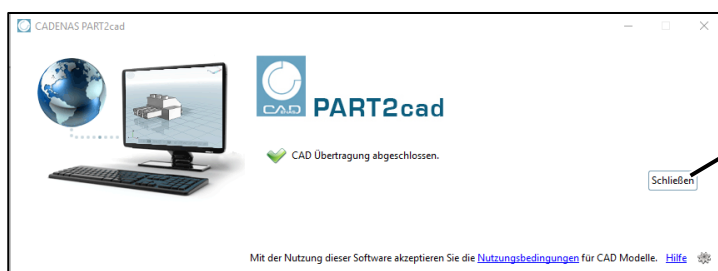 CADENAS PART2cad
CAD
PART2cad
CAD Übertragung abgeschlossen.
Schließen
Mit der Nutzung dieser Software akzeptieren Sie die Nutzungsbedingungen für CAD Modelle. Hilfe